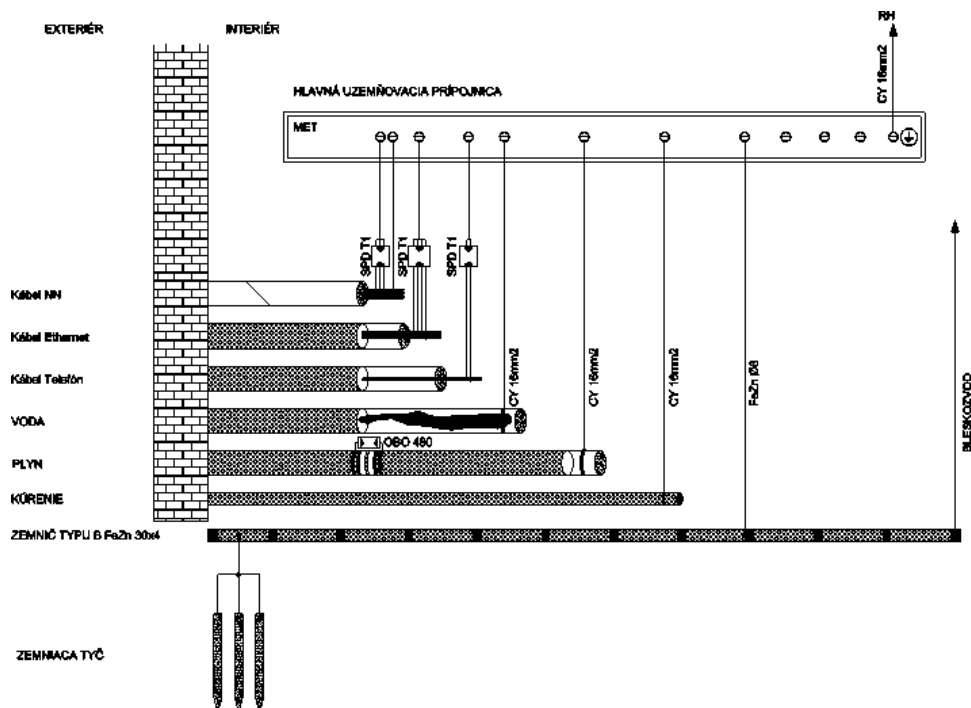 EXTERIÉR
INTERIÉR
RH
CY 16mm2
HLAVNÁ UZEMŇOVACIA PRÍPOJNICA
MET
SPD T1
SPD T1
SPD T1
Kábel NN
Kábel Ethernet
Kábel Telefón
VODA
OBO 480
PLYN
KÚRENIE
CY 16mm2
CY 16mm2
CY 16mm2
FeZn Ø8
BLESKOZVOD
ZEMNIČ TYPU B FeZn 30x4
ZEMNIACA TYČ